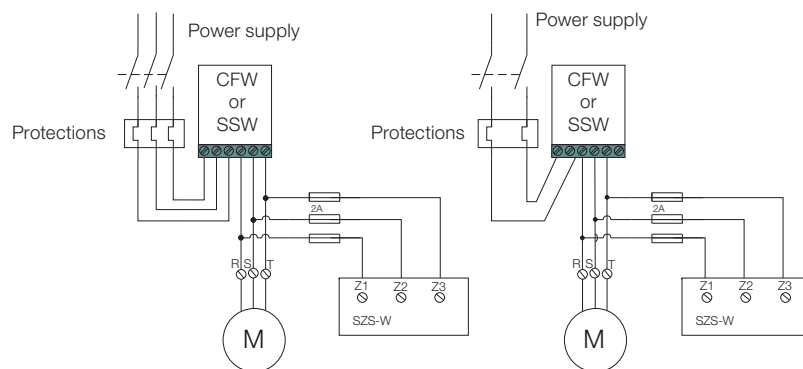 Power supply
CFW
or
SSW
Protections
2A
R S T
Z1 Z2 Z3
SZS-W
M
Power supply
CFW
or
SSW
Protections
2A
R S T
Z1 Z2 Z3
SZS-W
M